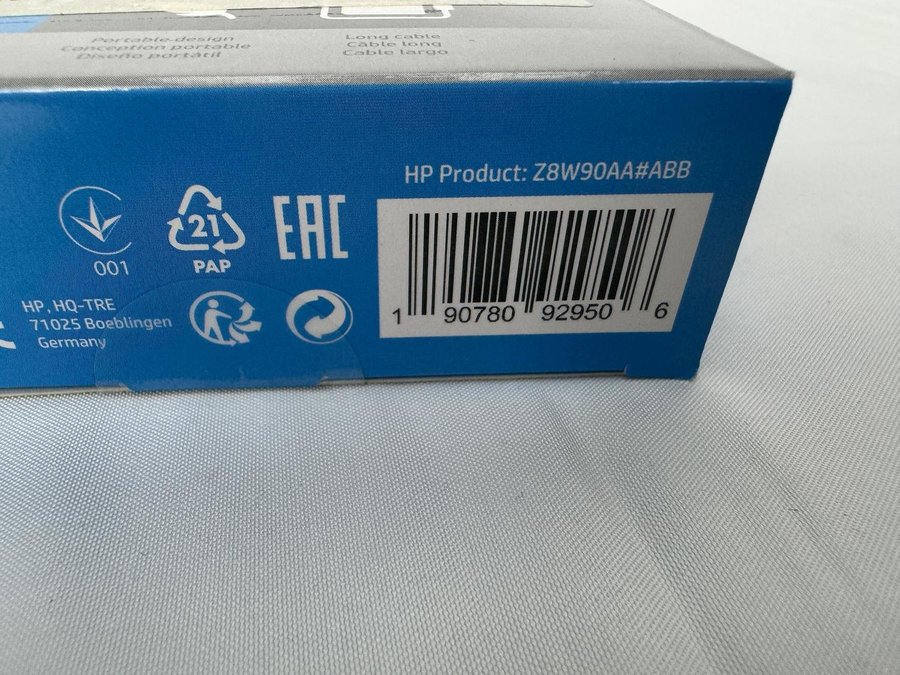 Portable-design
Conception portable
Diseño portátil
Long cable
Câble long
Cable largo
HP Product: Z8W90AA#ABB
001
21
PAP
EAC
1 90780 92950 6
HP, HQ-TRE
71025 Boeblingen
Germany